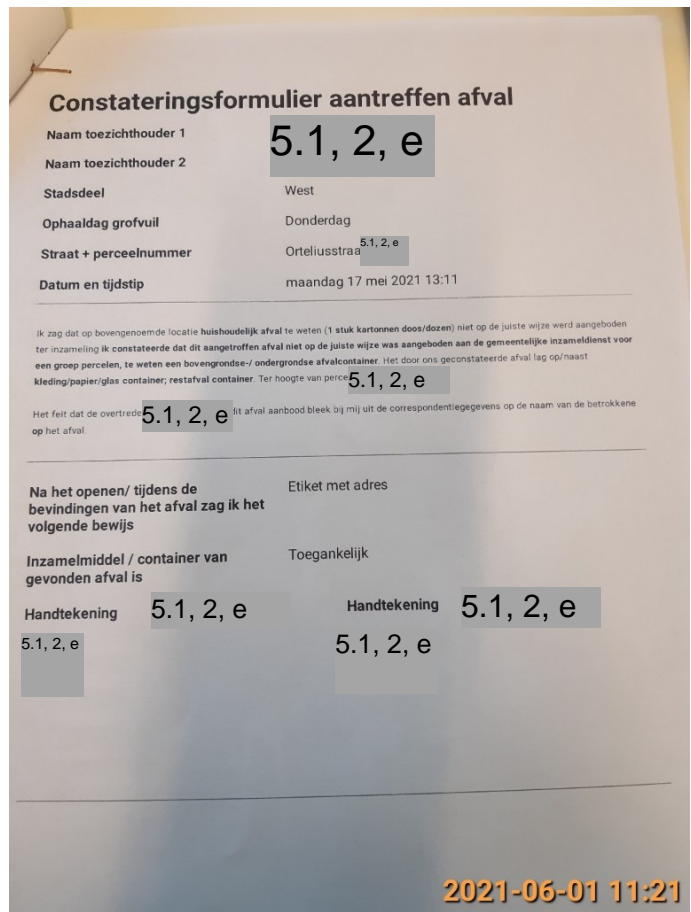 Constateringsformulier aantreffen afval
Naam toezichthouder 1
5.1, 2, e
Naam toezichthouder 2
Stadsdeel West
Ophaaldag grofvuil Donderdag
Straat + perceelnummer Orteliusstraa 5.1, 2, e
Datum en tijdstip maandag 17 mei 2021 13:11
Ik zag dat op bovengenoemde locatie huishoudelijk afval te weten (1 stuk kartonnen doos/dozen) niet op de juiste wijze werd aangeboden
ter inzameling ik constateerde dat dit aangetroffen afval niet op de juiste wijze was aangeboden aan de gemeentelijke inzameldienst voor
een groep percelen, te weten een bovengrondse-/ ondergrondse afvalcontainer. Het door ons geconstateerde afval lag op/naast
kleding/papier/glas container; restafval container. Ter hoogte van perce 5.1, 2, e
Het feit dat de overtrede 5.1, 2, e dit afval aanbood bleek bij mij uit de correspondentiegegevens op de naam van de betrokkene
op het afval.
Na het openen/ tijdens de Etiket met adres
bevindingen van het afval zag ik het
volgende bewijs
Inzamelmiddel / container van Toegankelijk
gevonden afval is
Handtekening 5.1, 2, e Handtekening 5.1, 2, e
5.1, 2, e 5.1, 2, e
2021-06-01 11:21